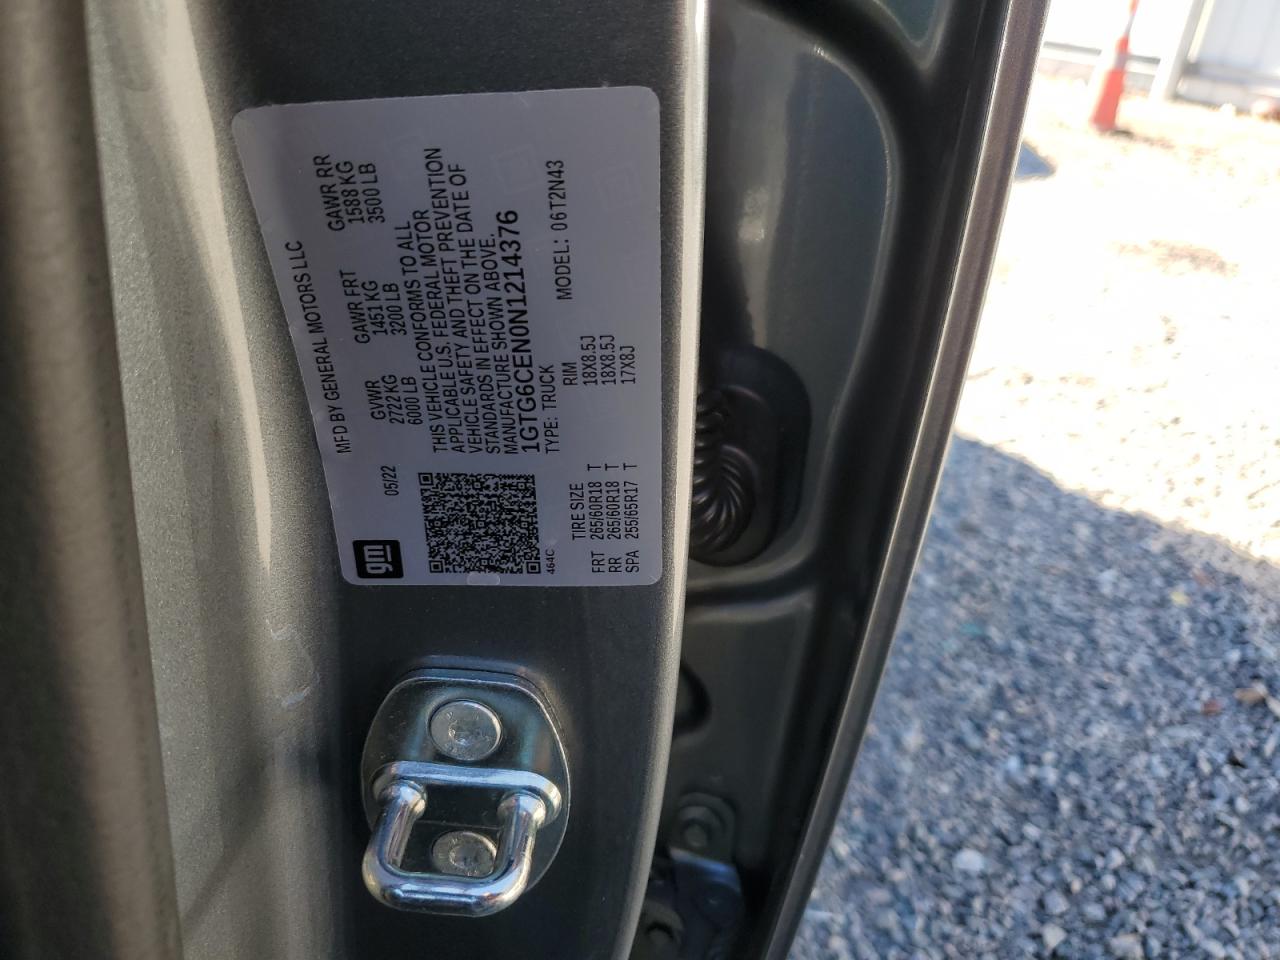 gm
MFD BY GENERAL MOTORS LLC
05/22
GVWR GAWR FRT GAWR RR
2722 KG 1451 KG 1588 KG
6000 LB 3200 LB 3500 LB
THIS VEHICLE CONFORMS TO ALL
APPLICABLE U.S. FEDERAL MOTOR
VEHICLE SAFETY AND THEFT PREVENTION
STANDARDS IN EFFECT ON THE DATE OF
MANUFACTURE SHOWN ABOVE.
1GTG6CEN0N1214376
TYPE: TRUCK MODEL: 06T2N43
464C
TIRE SIZE RIM
FRT 265/60R18 T 18X8.5J
RR 265/60R18 T 18X8.5J
SPA 255/65R17 T 17X8J